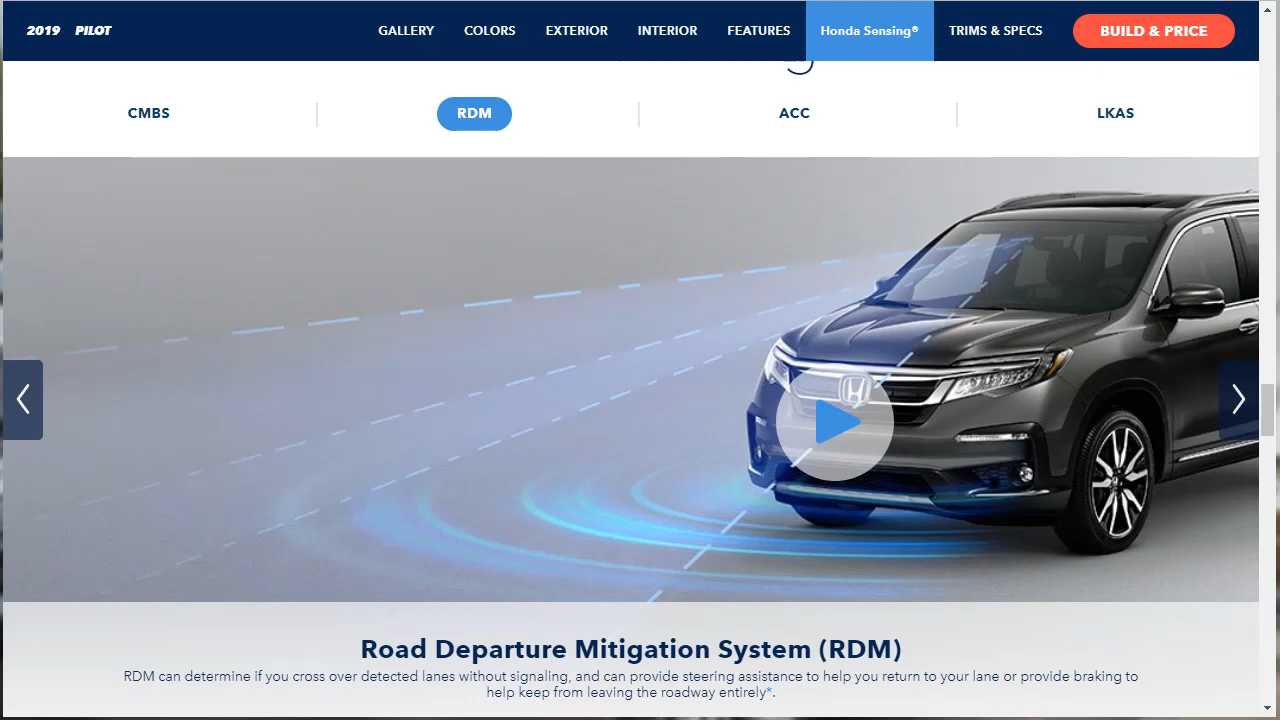 2019 PILOT
GALLERY
COLORS
EXTERIOR
INTERIOR
FEATURES
Honda Sensing®
TRIMS & SPECS
BUILD & PRICE
CMBS
RDM
ACC
LKAS
Road Departure Mitigation System (RDM)
RDM can determine if you cross over detected lanes without signaling, and can provide steering assistance to help you return to your lane or provide braking to
help keep from leaving the roadway entirely*.